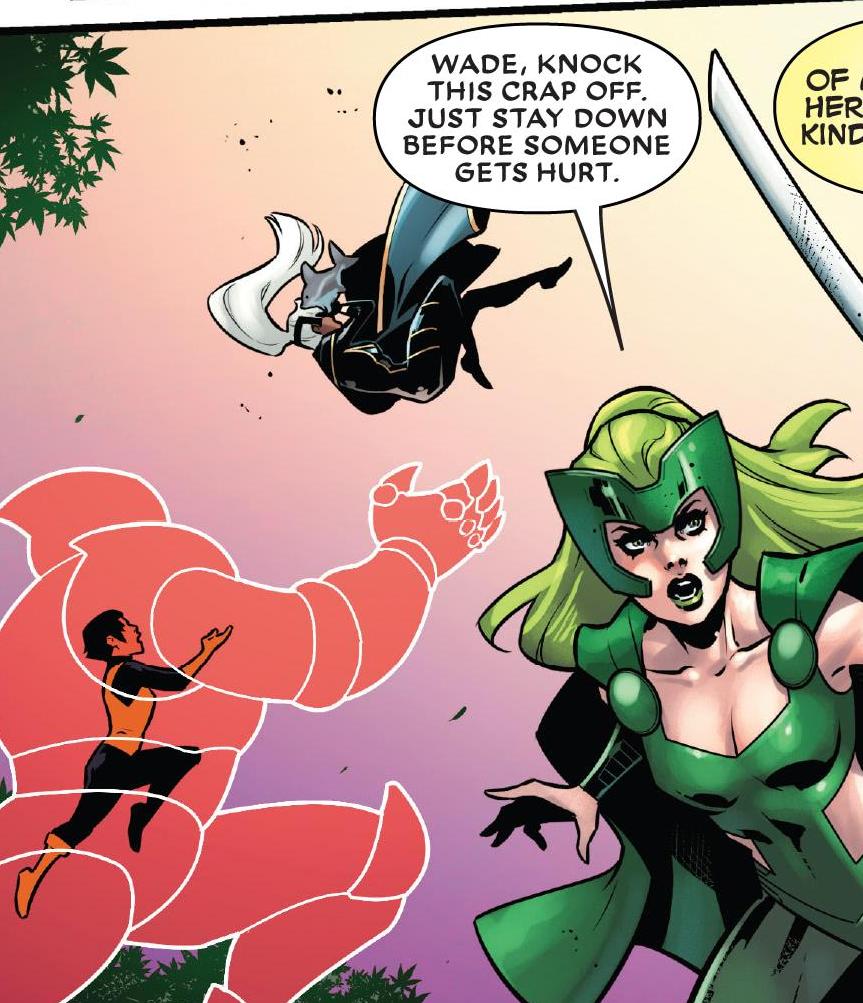 WADE, KNOCK
THIS CRAP OFF.
JUST STAY DOWN
BEFORE SOMEONE
GETS HURT.
OF
HER
KIND